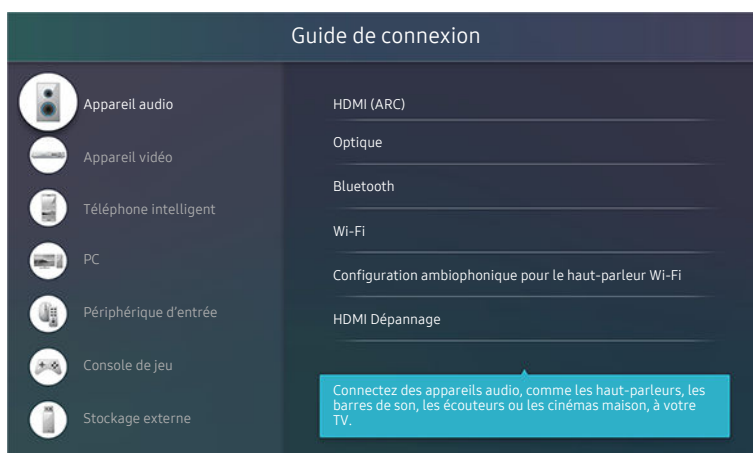 Guide de connexion
Appareil audio
Appareil vidéo
Téléphone intelligent
PC
Périphérique d'entrée
Console de jeu
Stockage externe
HDMI (ARC)
Optique
Bluetooth
Wi-Fi
Configuration ambiophonique pour le haut-parleur Wi-Fi
HDMI Dépannage
Connectez des appareils audio, comme les haut-parleurs, les
barres de son, les écouteurs ou les cinémas maison, à votre
TV.